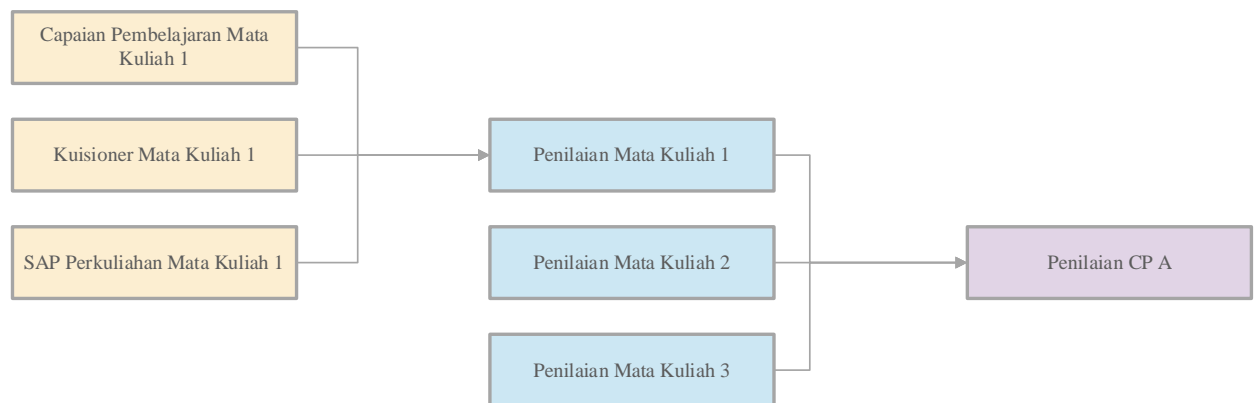 Capaian Pembelajaran Mata
Kuliah 1
Kuisioner Mata Kuliah 1
SAP Perkuliahan Mata Kuliah 1
Penilaian Mata Kuliah 1
Penilaian Mata Kuliah 2
Penilaian Mata Kuliah 3
Penilaian CP A